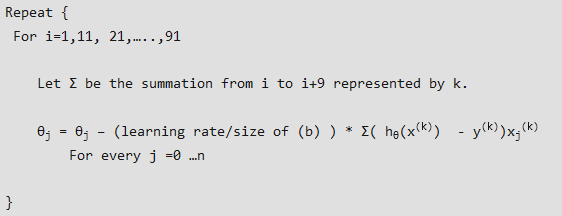 Repeat {
For i=1,11, 21,…..,91
Let Σ be the summation from i to i+9 represented by k.
θj = θj – (learning rate/size of (b) ) * Σ( hθ(x(k)) - y(k))xj(k)
For every j =0 …n
}